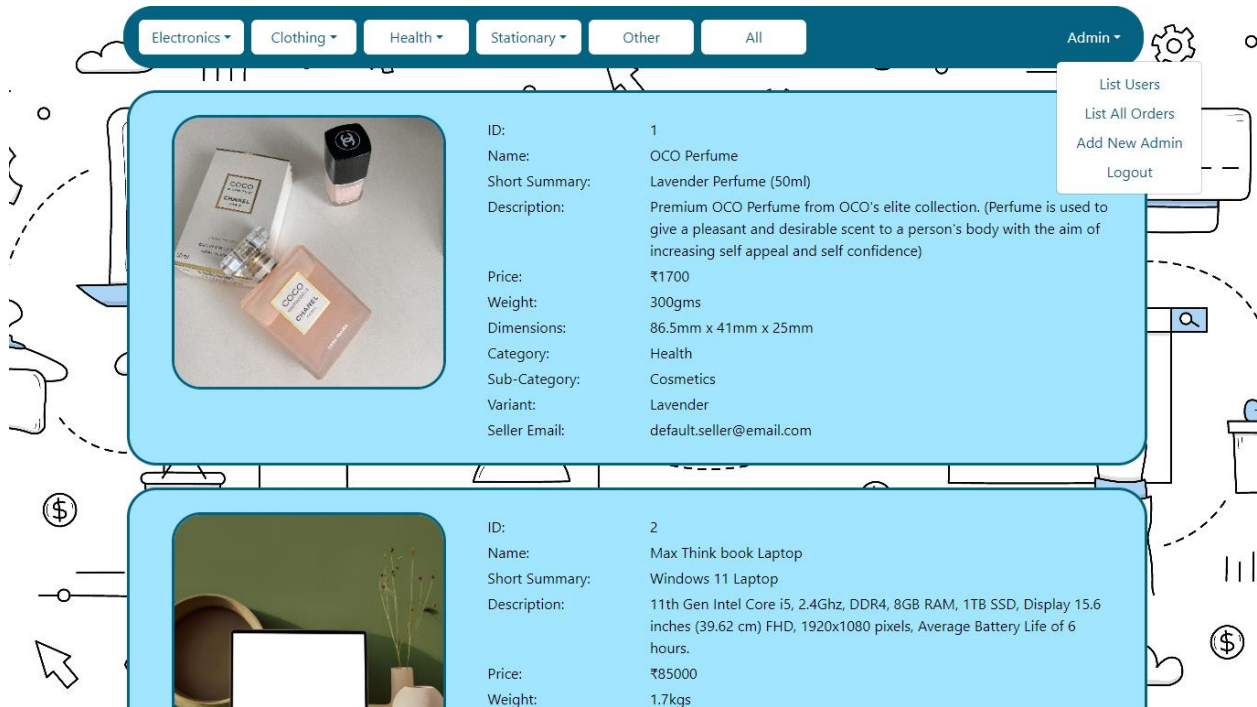 Electronics Clothing Health Stationary Other All Admin
List Users
List All Orders
Add New Admin
Logout
COCO
CHANEL
COCO
CHANEL
ID: 1
Name: OCO Perfume
Short Summary: Lavender Perfume (50ml)
Description: Premium OCO Perfume from OCO's elite collection. (Perfume is used to
give a pleasant and desirable scent to a person's body with the aim of
increasing self appeal and self confidence)
Price: ₹1700
Weight: 300gms
Dimensions: 86.5mm x 41mm x 25mm
Category: Health
Sub-Category: Cosmetics
Variant: Lavender
Seller Email: default.seller@email.com
$
ID: 2
Name: Max Think book Laptop
Short Summary: Windows 11 Laptop
Description: 11th Gen Intel Core i5, 2.4Ghz, DDR4, 8GB RAM, 1TB SSD, Display 15.6
inches (39.62 cm) FHD, 1920x1080 pixels, Average Battery Life of 6
hours.
Price: ₹85000
Weight: 1.7kgs
$